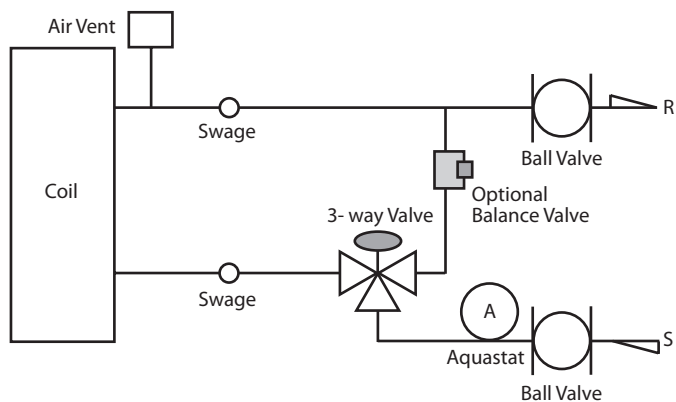 Air Vent
Swage
R
Ball Valve
Coil
Optional
Balance Valve
3- way Valve
Swage
A
Aquastat
S
Ball Valve